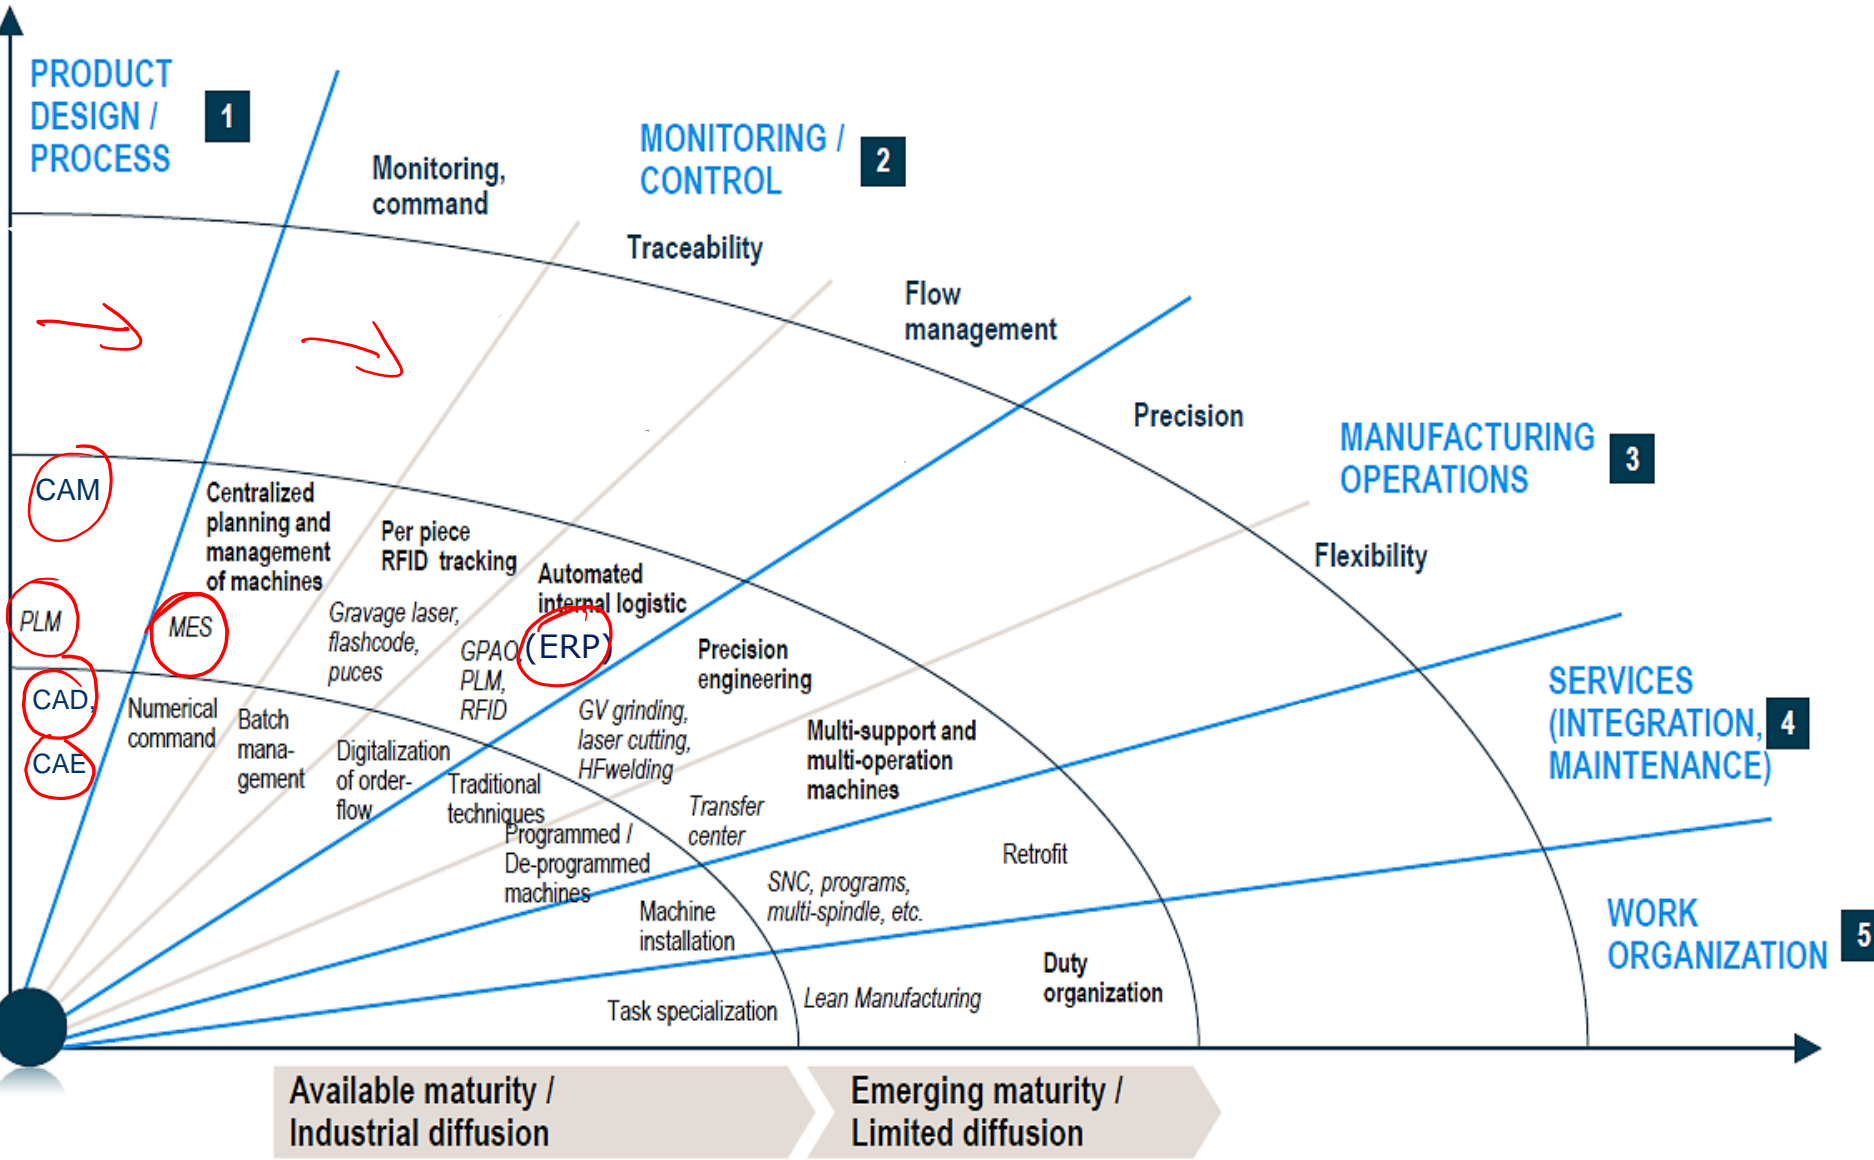 PRODUCT
DESIGN /
PROCESS
1
Monitoring,
command
MONITORING /
CONTROL
2
Traceability
Flow
management
Precision
MANUFACTURING
OPERATIONS
3
Flexibility
SERVICES
(INTEGRATION,
MAINTENANCE)
4
WORK
ORGANIZATION
5
CAM
PLM
CAD,
CAE
Centralized
planning and
management
of machines
MES
Per piece
RFID tracking
Gravage laser,
flashcode,
puces
Automated
internal logistic
GPAO,
PLM,
RFID
(ERP)
Numerical
command
Batch
mana-
gement
Digitalization
of order-
flow
Precision
engineering
GV grinding,
laser cutting,
HFwelding
Traditional
techniques
Programmed /
De-programmed
machines
Multi-support and
multi-operation
machines
Transfer
center
Machine
installation
SNC, programs,
multi-spindle, etc.
Retrofit
Task specialization
Lean Manufacturing
Duty
organization
Available maturity /
Industrial diffusion
Emerging maturity /
Limited diffusion